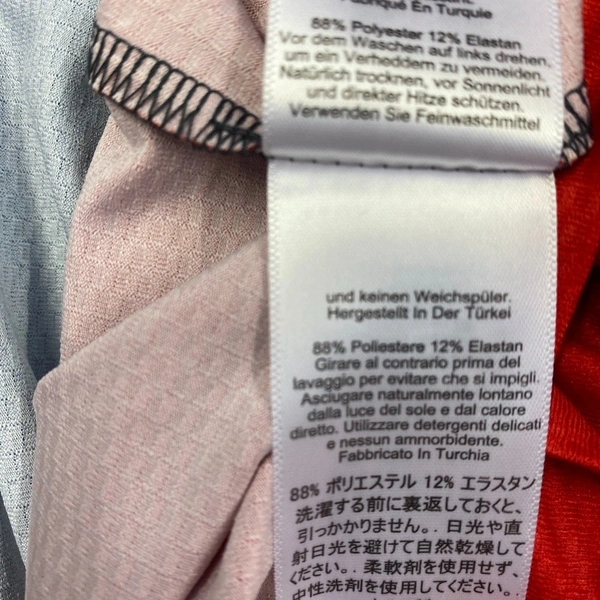 Fabriqué En Turquie
88% Polyester 12% Elastan
Vor dem Waschen auf links drehen,
um ein Verheddern zu vermeiden.
Natürlich trocknen, vor Sonnenlicht
und direkter Hitze schützen.
Verwenden Sie Feinwaschmittel
und keinen Weichspüler.
Hergestellt In Der Türkei
88% Poliestere 12% Elastan
Girare al contrario prima del
lavaggio per evitare che si impigli.
Asciugare naturalmente lontano
dalla luce del sole e dal calore
diretto. Utilizzare detergenti delicati
e nessun ammorbidente.
Fabbricato In Turchia
88% ポリエステル 12% エラスタン
洗濯する前に裏返しておくと、
引っかかりません。. 日光や直
射日光を避けて自然乾燥して
ください。. 柔軟剤を使用せず、
中性洗剤を使用してください。.